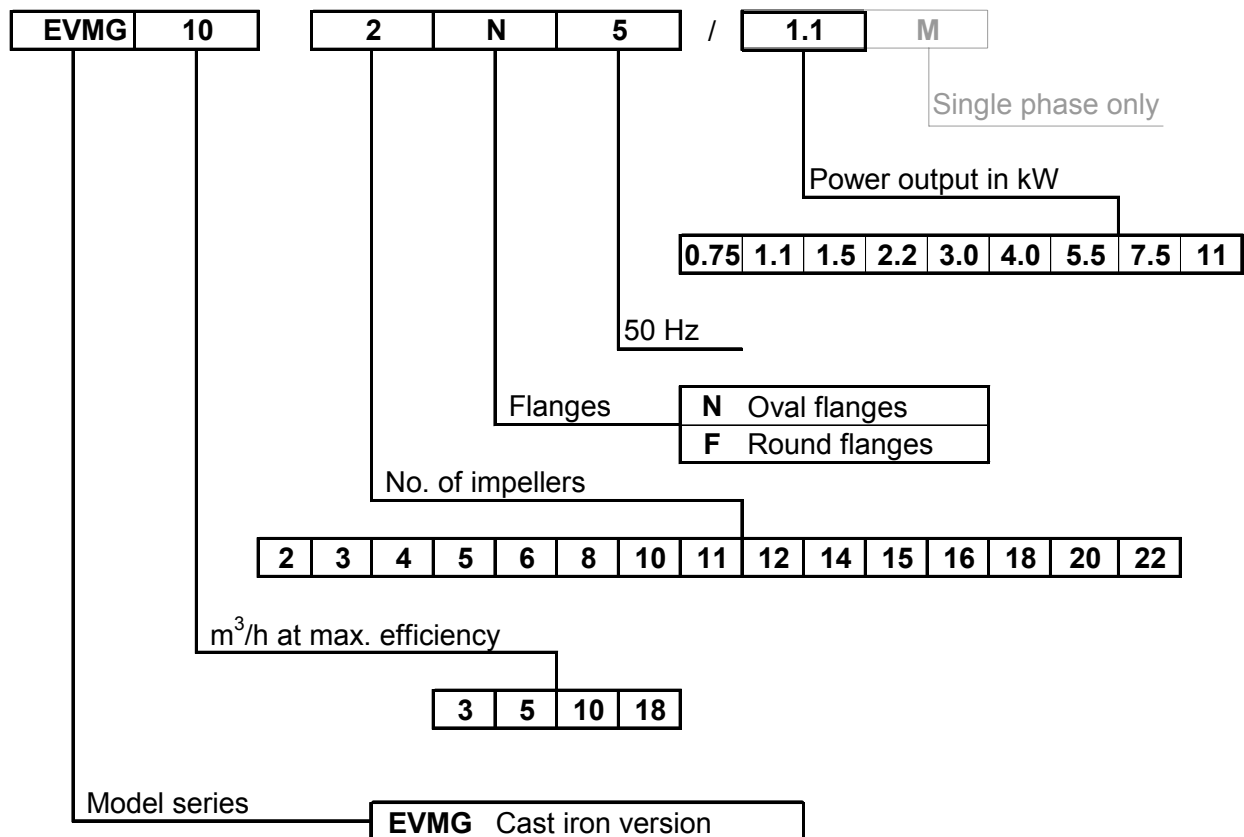 EVMG 10 2 N 5 / 1.1 M
Single phase only
Power output in kW
0.75 1.1 1.5 2.2 3.0 4.0 5.5 7.5 11
50 Hz
Flanges N Oval flanges
F Round flanges
No. of impellers
2 3 4 5 6 8 10 11 12 14 15 16 18 20 22
m³/h at max. efficiency
3 5 10 18
Model series EVMG Cast iron version